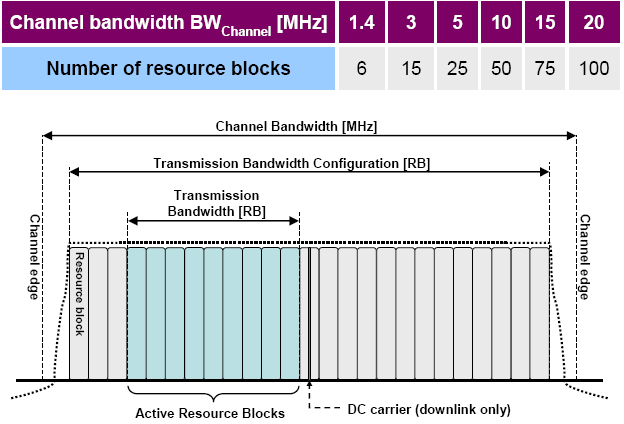 Channel bandwidth BWChannel [MHz] 1.4 3 5 10 15 20
Number of resource blocks 6 15 25 50 75 100
Channel Bandwidth [MHz]
Transmission Bandwidth Configuration [RB]
Transmission
Bandwidth [RB]
Channel edge
Resource block
Channel edge
Active Resource Blocks
DC carrier (downlink only)